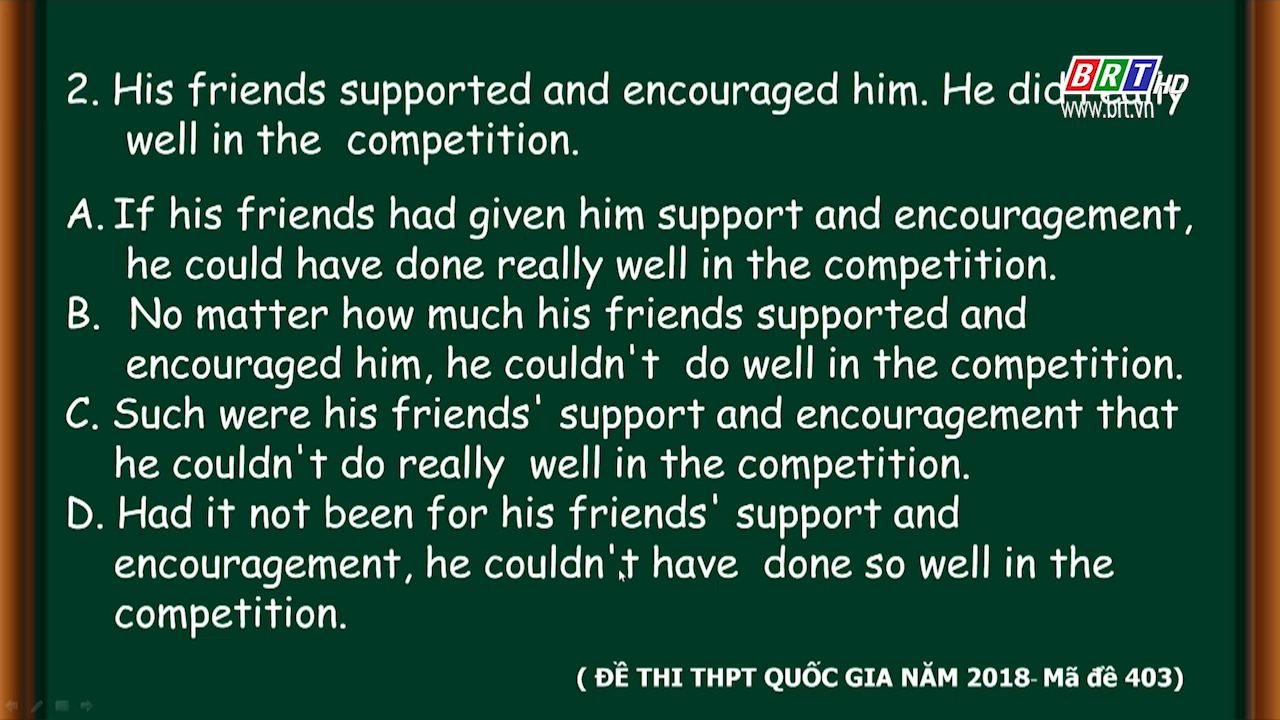 2. His friends supported and encouraged him. He did really
well in the competition.
A. If his friends had given him support and encouragement,
he could have done really well in the competition.
B. No matter how much his friends supported and
encouraged him, he couldn't do well in the competition.
C. Such were his friends' support and encouragement that
he couldn't do really well in the competition.
D. Had it not been for his friends' support and
encouragement, he couldn't have done so well in the
competition.
( ĐỀ THI THPT QUỐC GIA NĂM 2018- Mã đề 403)
BRT HD
www.brt.vn